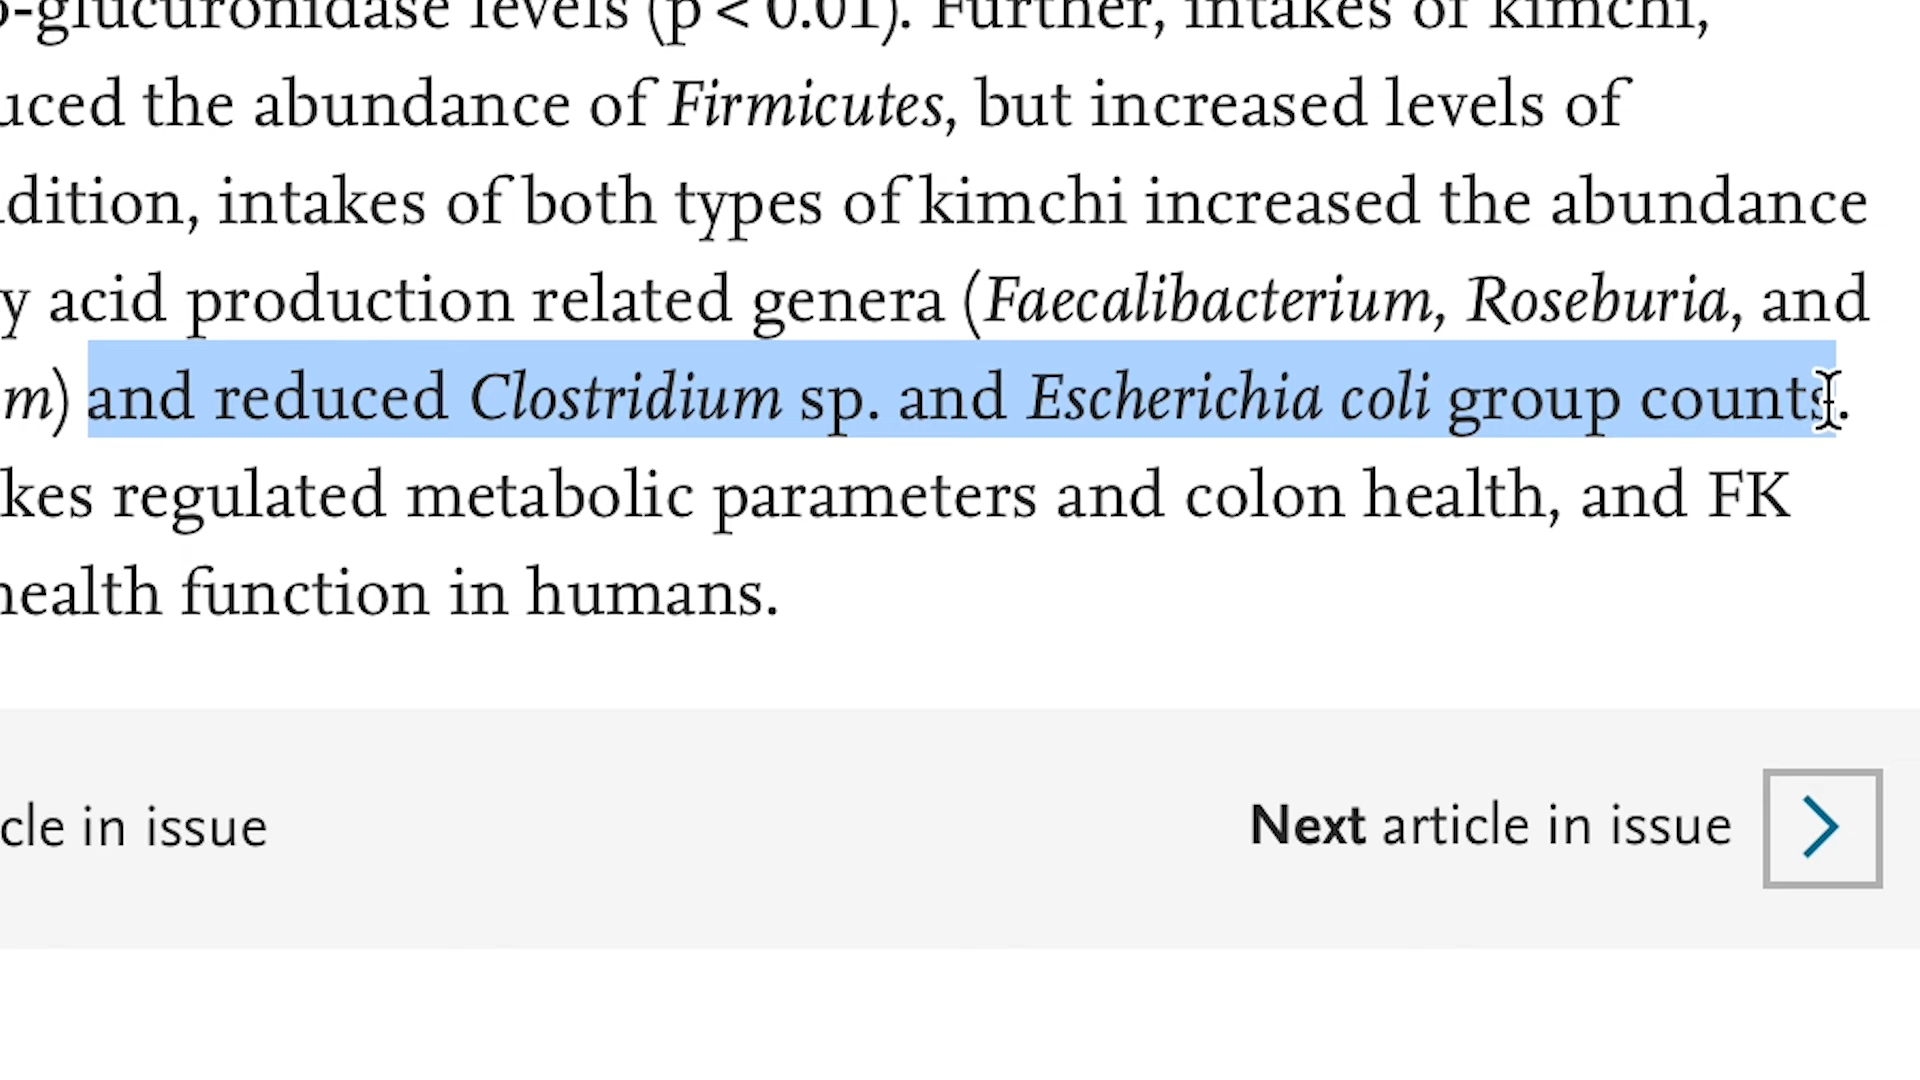 -glucuronidase levels (p < 0.01). Further, intakes of kimchi,
uced the abundance of Firmicutes, but increased levels of
dition, intakes of both types of kimchi increased the abundance
y acid production related genera (Faecalibacterium, Roseburia, and
m) and reduced Clostridium sp. and Escherichia coli group counts.
kes regulated metabolic parameters and colon health, and FK
health function in humans.
cle in issue
Next article in issue